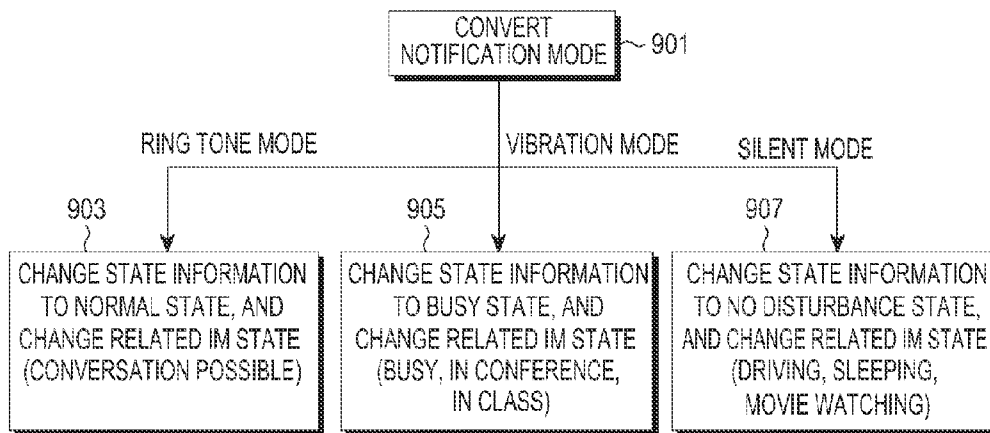 CONVERT
NOTIFICATION MODE
901
RING TONE MODE
VIBRATION MODE
SILENT MODE
903
905
907
CHANGE STATE INFORMATION
TO NORMAL STATE, AND
CHANGE RELATED IM STATE
(CONVERSATION POSSIBLE)
CHANGE STATE INFORMATION
TO BUSY STATE, AND
CHANGE RELATED IM STATE
(BUSY, IN CONFERENCE,
IN CLASS)
CHANGE STATE INFORMATION
TO NO DISTURBANCE STATE,
AND CHANGE RELATED IM STATE
(DRIVING, SLEEPING,
MOVIE WATCHING)